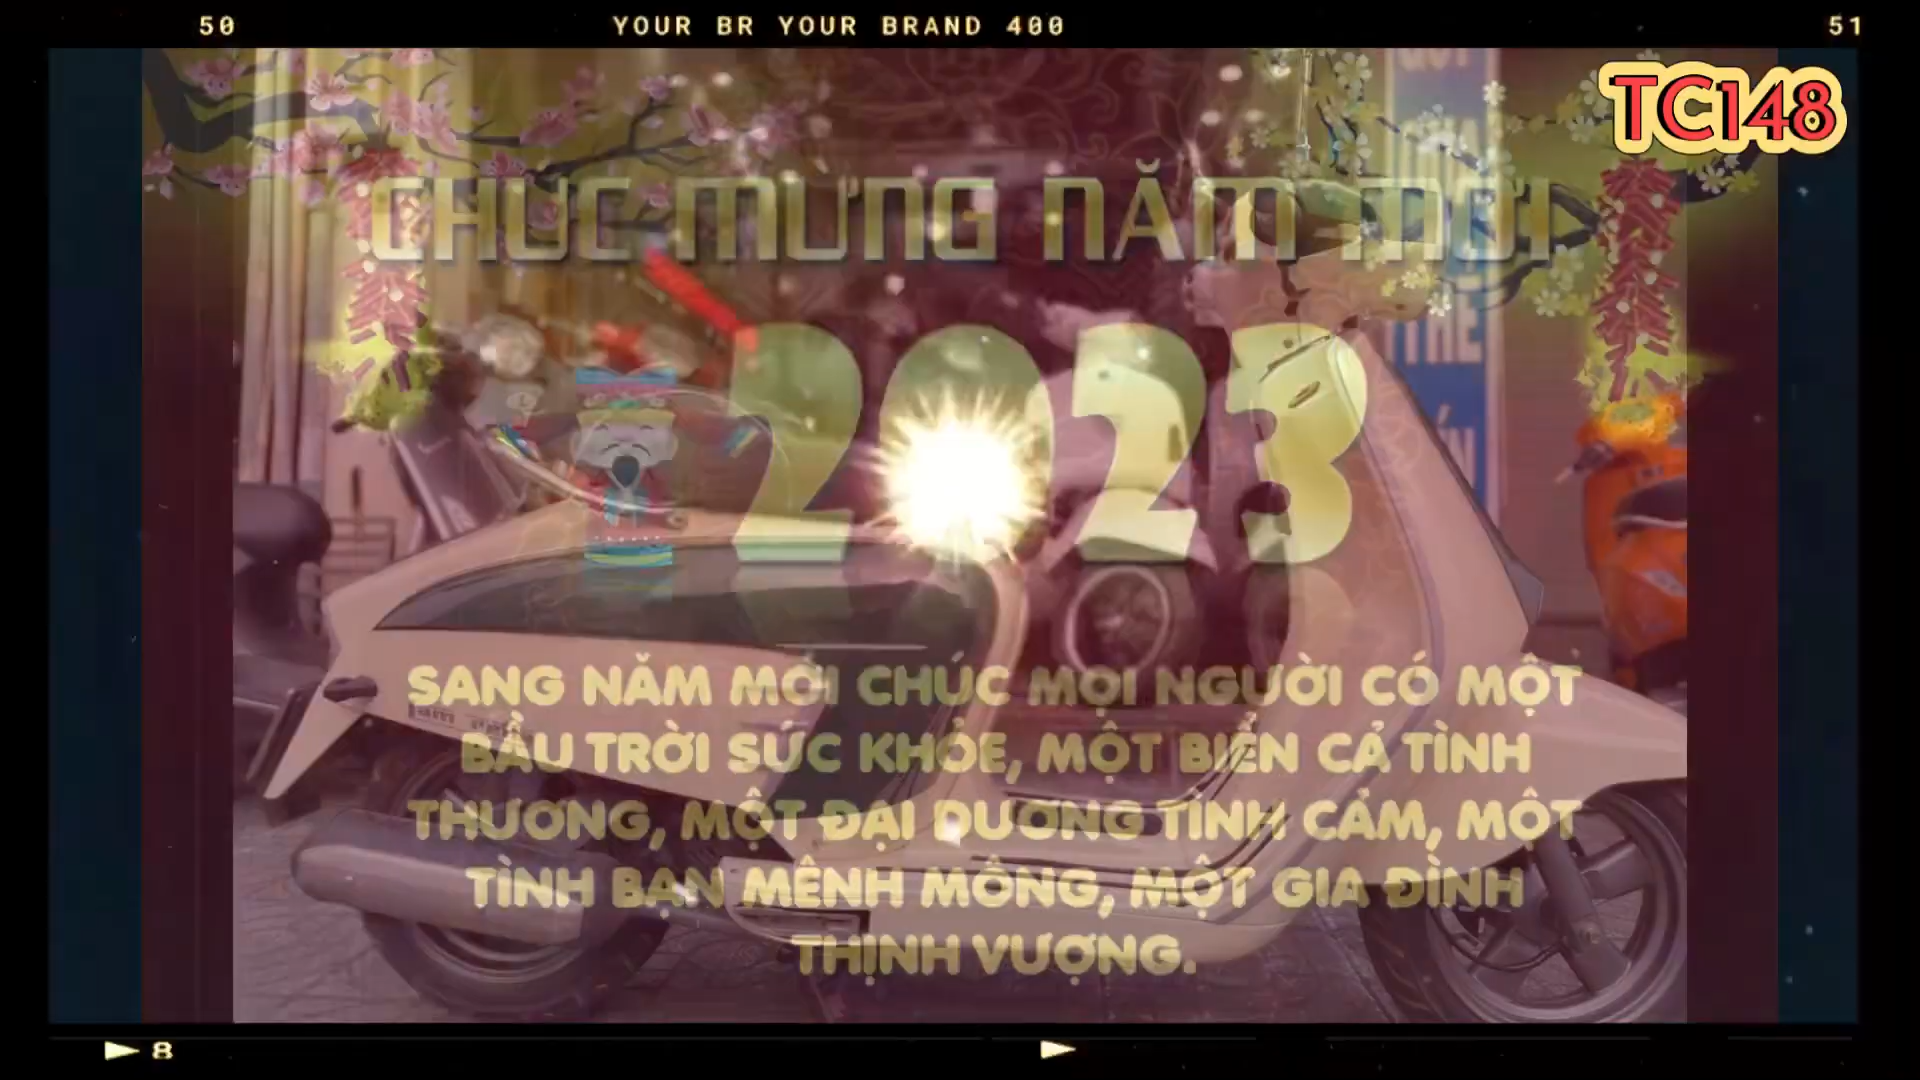 50 YOUR BR YOUR BRAND 400 51
TC148
CHÚC MỪNG NĂM MỚI
2023
SANG NĂM MỚI CHÚC MỌI NGƯỜI CÓ MỘT
BẦU TRỜI SỨC KHỎE, MỘT BIỂN CẢ TÌNH
THƯƠNG, MỘT ĐẠI DƯƠNG TÌNH CẢM, MỘT
TÌNH BẠN MÊNH MÔNG, MỘT GIA ĐÌNH
THỊNH VƯỢNG.
8